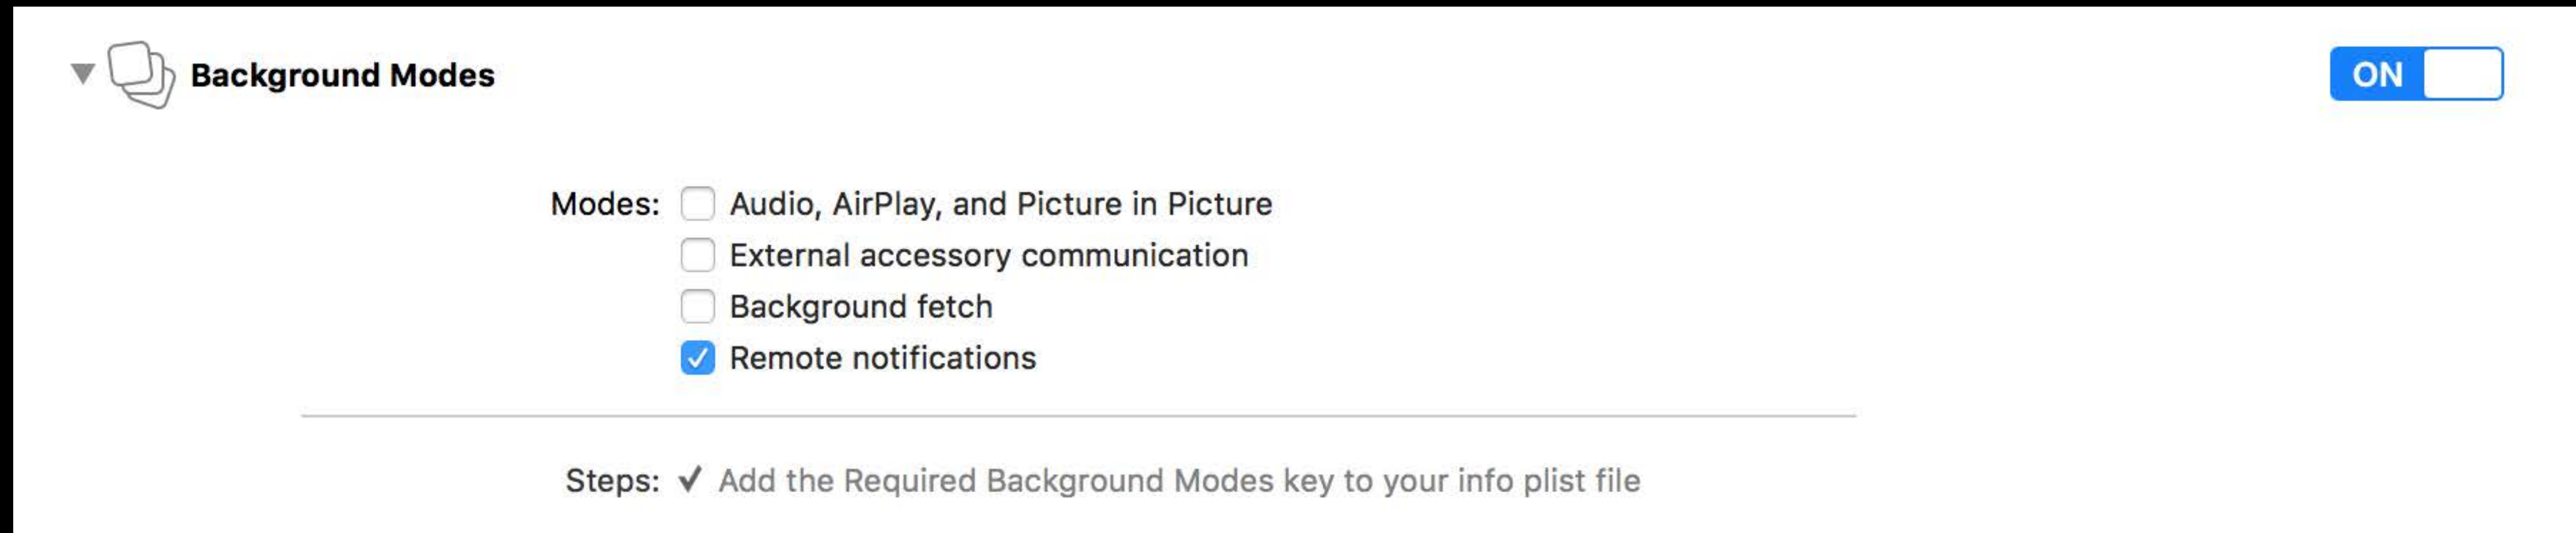 Background Modes
ON
Modes: Audio, AirPlay, and Picture in Picture
External accessory communication
Background fetch
Remote notifications
Steps: ✓ Add the Required Background Modes key to your info plist file